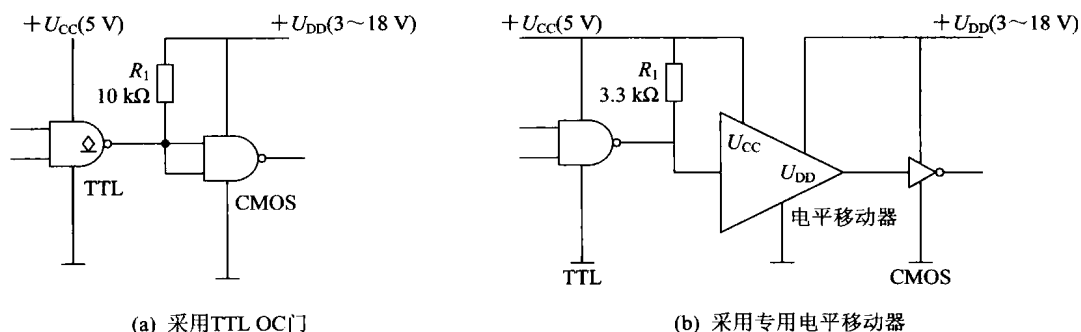 +U_CC(5 V)
+U_DD(3～18 V)
R_1
10 kΩ
TTL
CMOS
(a) 采用TTL OC门
+U_CC(5 V)
+U_DD(3～18 V)
R_1
3.3 kΩ
U_CC
U_DD
电平移动器
TTL
CMOS
(b) 采用专用电平移动器